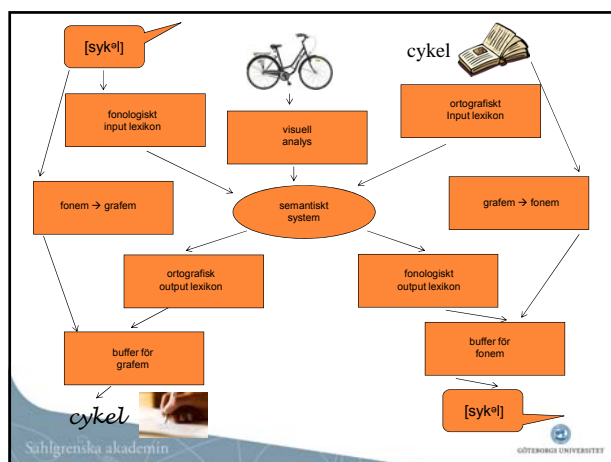 [sykᵊl]
cykel
fonologiskt
input lexikon
visuell
analys
ortografiskt
Input lexikon
fonem → grafem
semantiskt
system
grafem → fonem
ortografisk
output lexikon
fonologiskt
output lexikon
buffer för
grafem
buffer för
fonem
cykel
[sykᵊl]
Sahlgrenska akademin
GÖTEBORGS UNIVERSITET